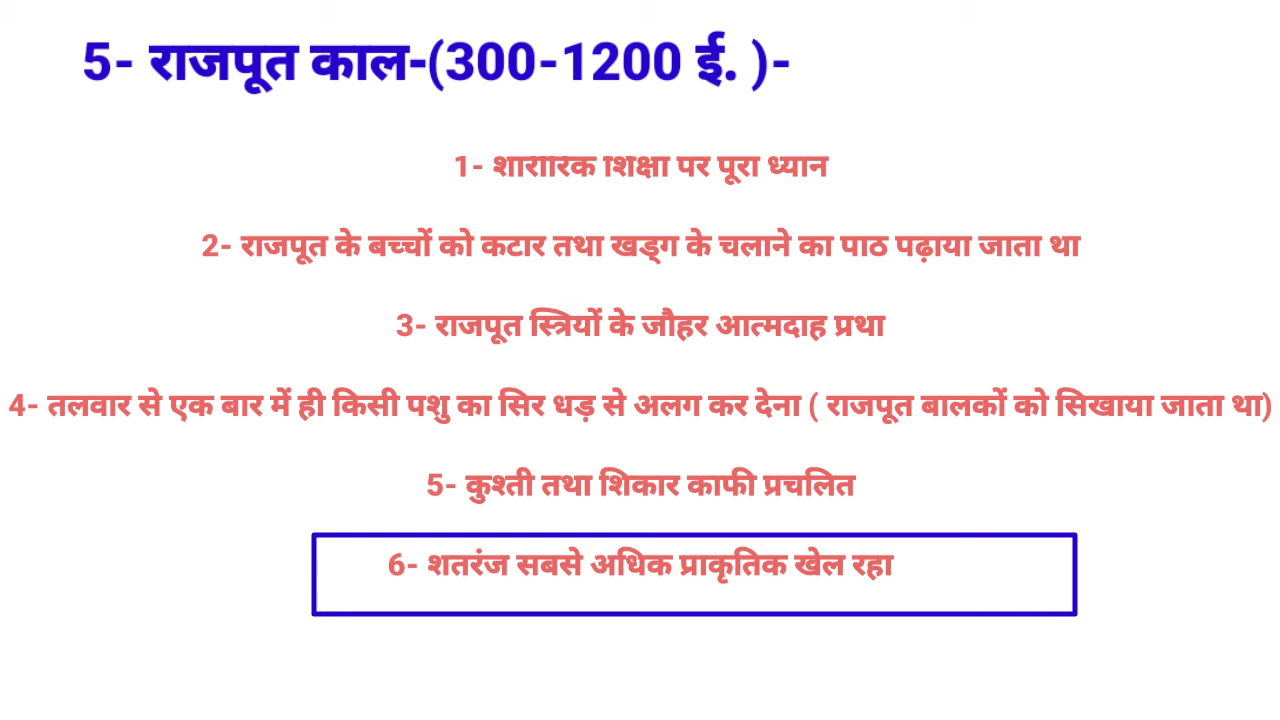 5- राजपूत काल-(300-1200 ई. )-
1- शारीरिक शिक्षा पर पूरा ध्यान
2- राजपूत के बच्चों को कटार तथा खड्ग के चलाने का पाठ पढ़ाया जाता था
3- राजपूत स्त्रियों के जौहर आत्मदाह प्रथा
4- तलवार से एक बार में ही किसी पशु का सिर धड़ से अलग कर देना ( राजपूत बालकों को सिखाया जाता था)
5- कुश्ती तथा शिकार काफी प्रचलित
6- शतरंज सबसे अधिक प्राकृतिक खेल रहा